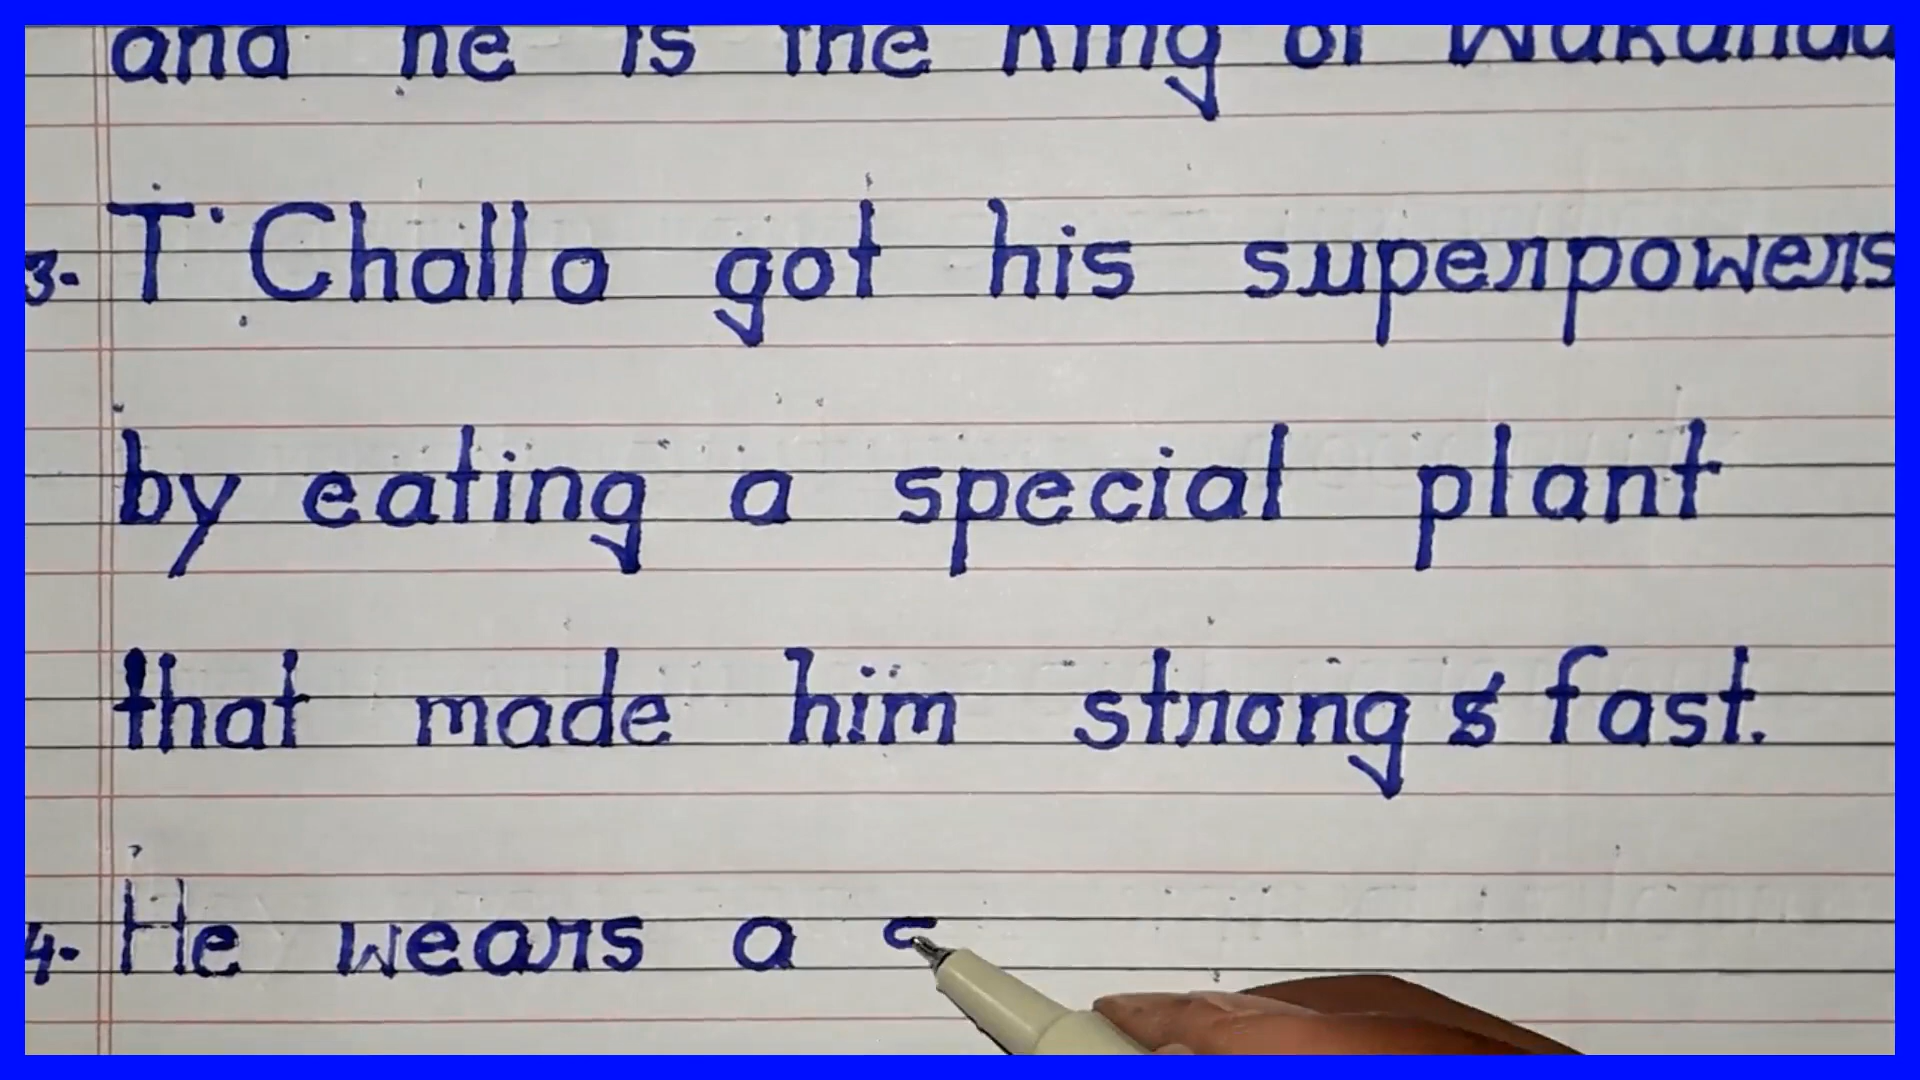 and he is the king of Wakanda
3- T'Challa got his superpowers
by eating a special plant
that made him strong & fast.
4- He wears a